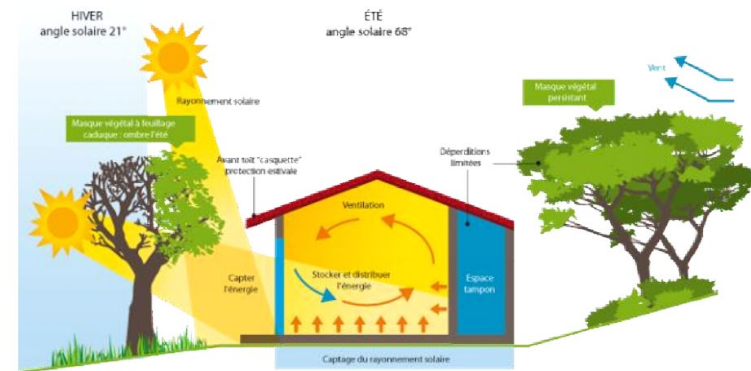 HIVER
angle solaire 21°
ÉTÉ
angle solaire 68°
Rayonnement solaire
Masque végétal à feuillage
caduque : ombre l'été
Avant toit "casquette"
protection estivale
Déperditions
limitées
Masque végétal
persistant
Vent
Ventilation
Capter
l'énergie
Stocker et distribuer
l'énergie
Espace
tampon
Captage du rayonnement solaire